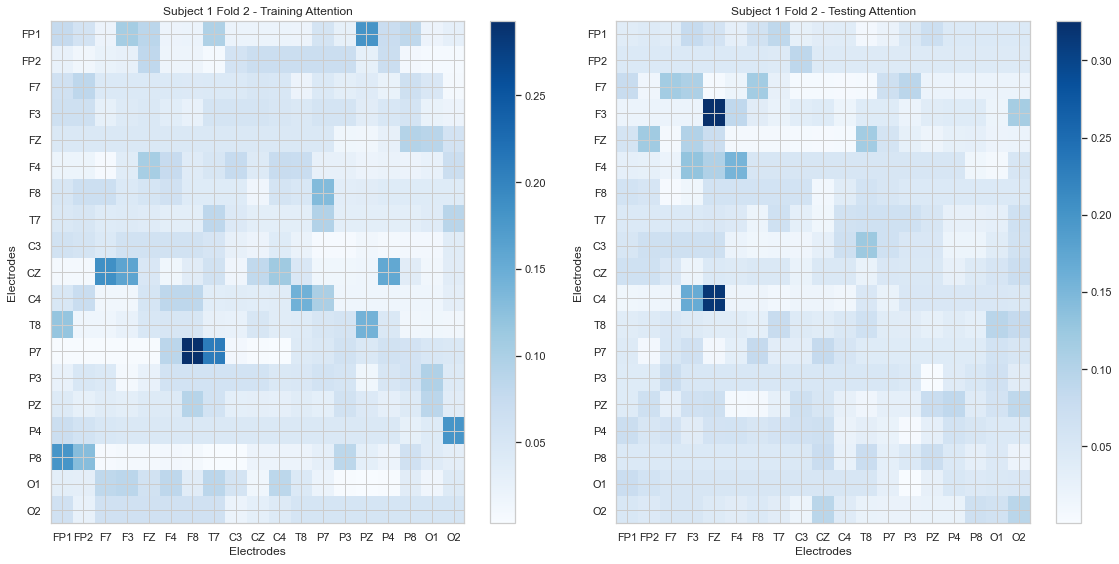 Subject 1 Fold 2 - Training Attention
FP1
FP2
F7
F3
FZ
F4
F8
T7
C3
CZ
C4
T8
P7
P3
PZ
P4
P8
O1
O2
Electrodes
FP1 FP2 F7 F3 FZ F4 F8 T7 C3 CZ C4 T8 P7 P3 PZ P4 P8 O1 O2
Electrodes
0.25
0.20
0.15
0.10
0.05
Subject 1 Fold 2 - Testing Attention
FP1
FP2
F7
F3
FZ
F4
F8
T7
C3
CZ
C4
T8
P7
P3
PZ
P4
P8
O1
O2
Electrodes
FP1 FP2 F7 F3 FZ F4 F8 T7 C3 CZ C4 T8 P7 P3 PZ P4 P8 O1 O2
Electrodes
0.30
0.25
0.20
0.15
0.10
0.05